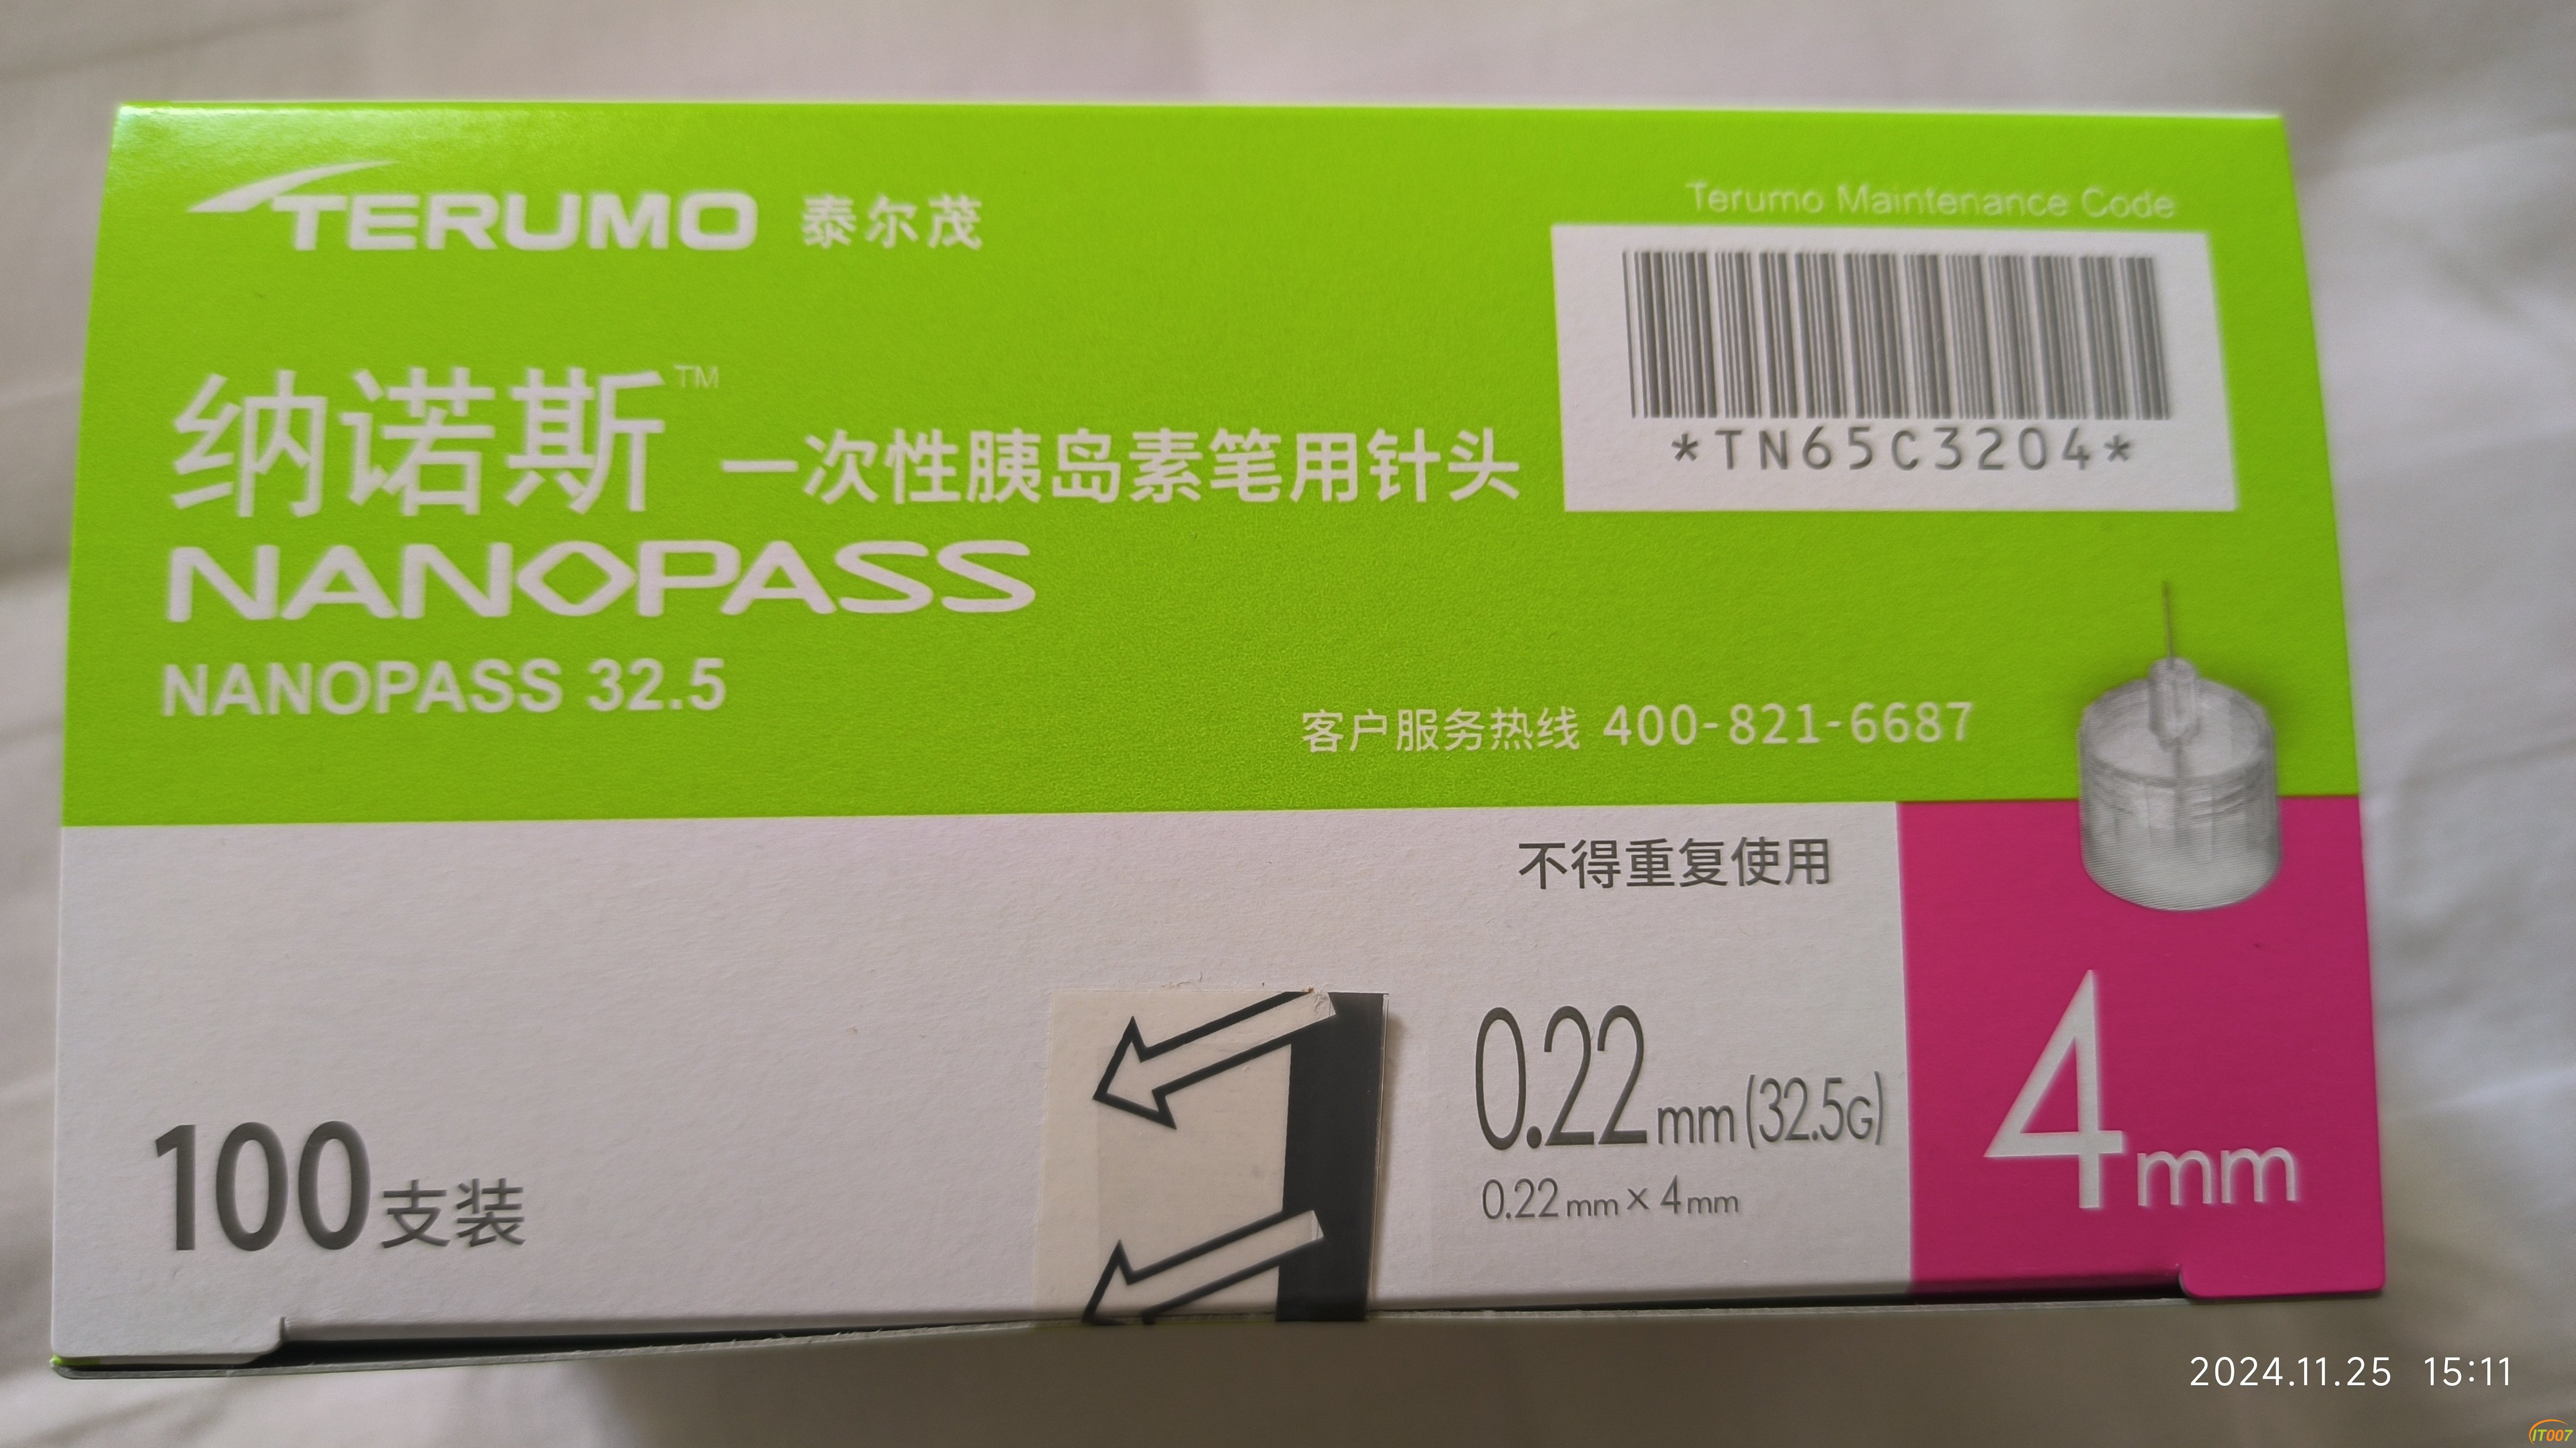 TERUMO 泰尔茂
Terumo Maintenance Code
*TN65C3204*
纳诺斯™ 一次性胰岛素笔用针头
NANOPASS
NANOPASS 32.5
客户服务热线 400-821-6687
不得重复使用
100支装
0.22mm(32.5G)
0.22mm×4mm
4mm
2024.11.25 15:11
IT007